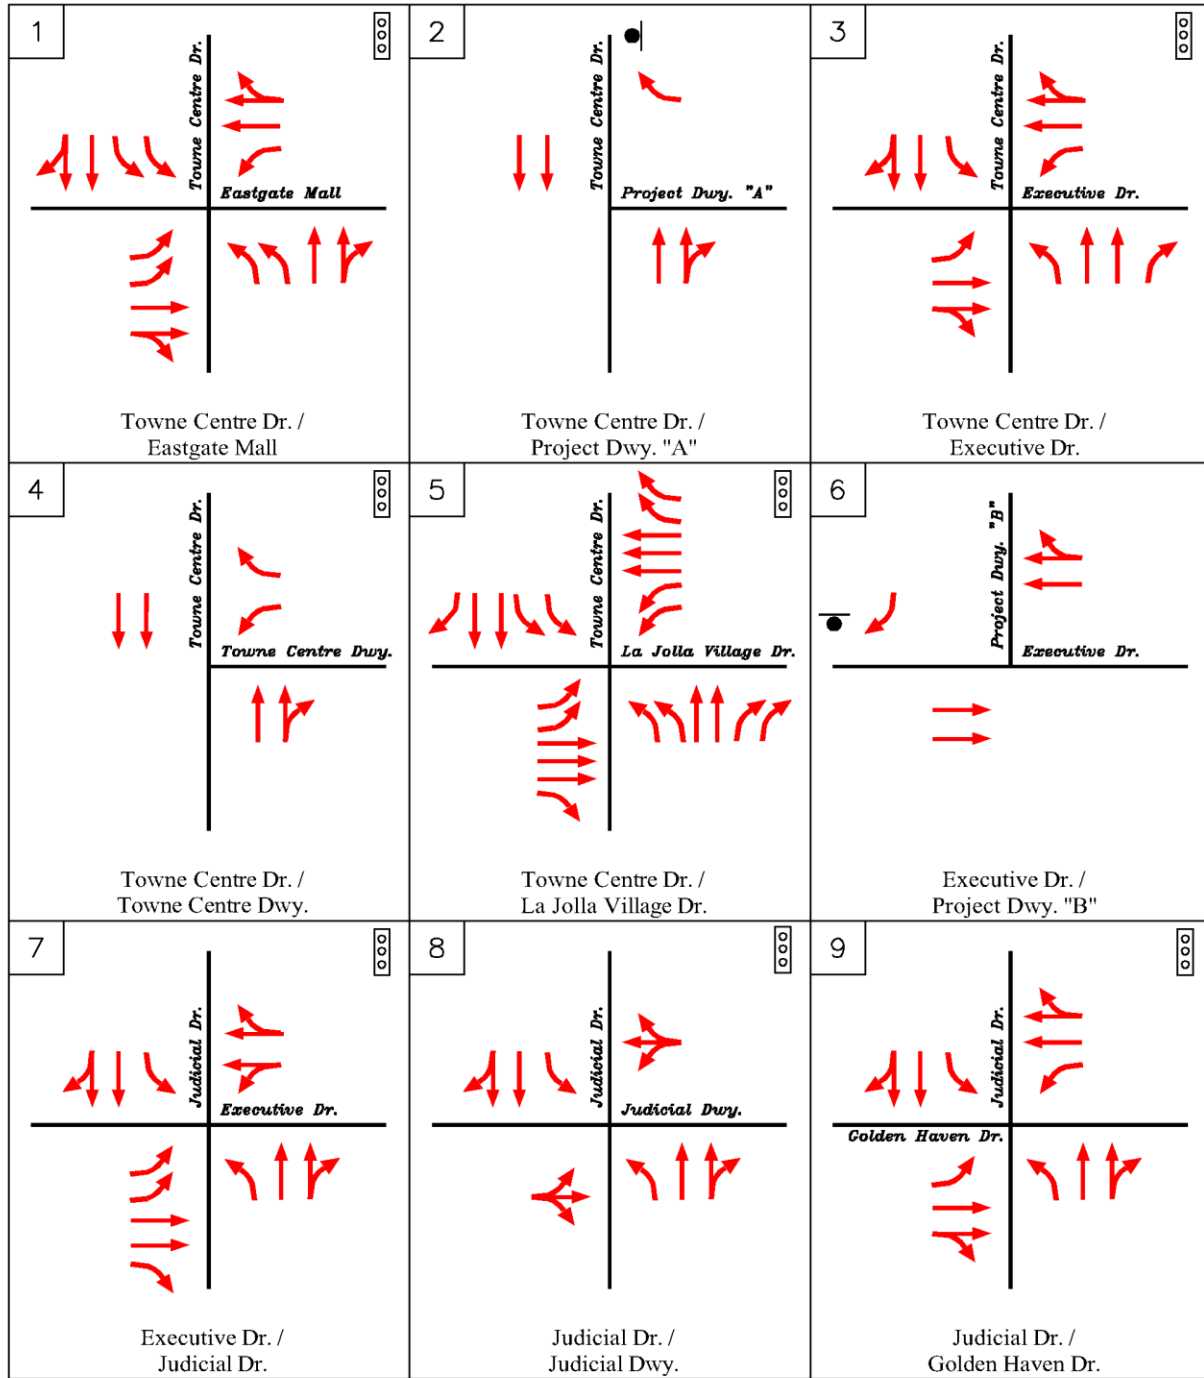 1
Towne Centre Dr.
Eastgate Mall
Towne Centre Dr. /
Eastgate Mall
2
Towne Centre Dr.
Project Dwy. "A"
Towne Centre Dr. /
Project Dwy. "A"
3
Towne Centre Dr.
Executive Dr.
Towne Centre Dr. /
Executive Dr.
4
Towne Centre Dr.
Towne Centre Dwy.
Towne Centre Dr. /
Towne Centre Dwy.
5
Towne Centre Dr.
La Jolla Village Dr.
Towne Centre Dr. /
La Jolla Village Dr.
6
Project Dwy. "B"
Executive Dr.
Executive Dr. /
Project Dwy. "B"
7
Judicial Dr.
Executive Dr.
Executive Dr. /
Judicial Dr.
8
Judicial Dr.
Judicial Dwy.
Judicial Dr. /
Judicial Dwy.
9
Judicial Dr.
Golden Haven Dr.
Judicial Dr. /
Golden Haven Dr.